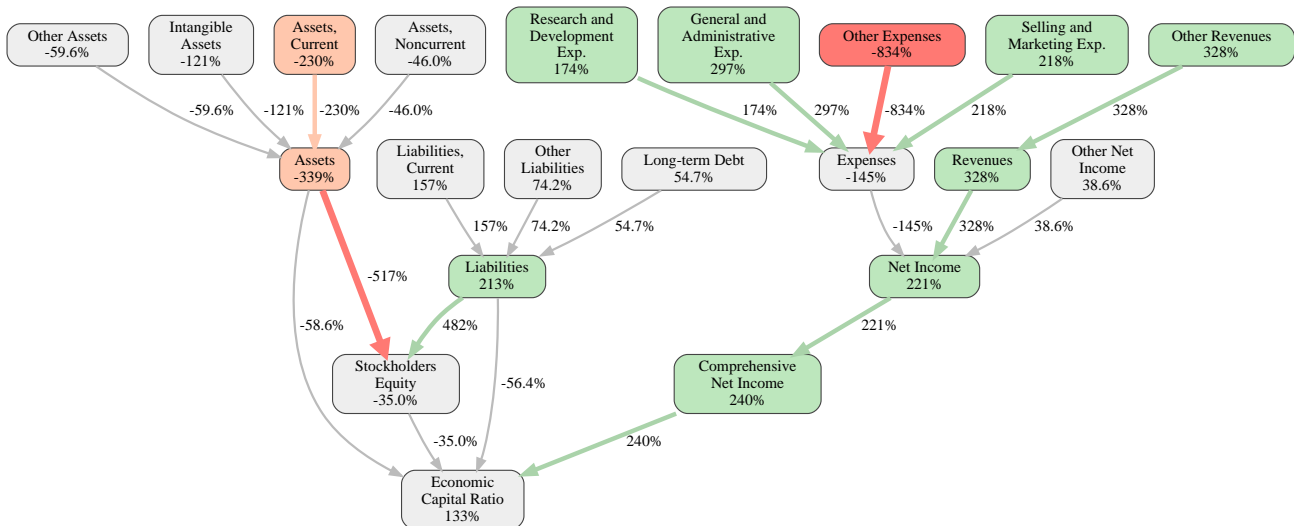 Other Assets
-59.6%
Intangible
Assets
-121%
Assets,
Current
-230%
Assets,
Noncurrent
-46.0%
Research and
Development
Exp.
174%
General and
Administrative
Exp.
297%
Other Expenses
-834%
Selling and
Marketing Exp.
218%
Other Revenues
328%
-59.6%
-121%
-230%
-46.0%
174%
297%
-834%
218%
328%
Assets
-339%
Liabilities,
Current
157%
Other
Liabilities
74.2%
Long-term Debt
54.7%
Expenses
-145%
Revenues
328%
Other Net
Income
38.6%
157%
74.2%
54.7%
-145%
328%
38.6%
-517%
Liabilities
213%
Net Income
221%
-58.6%
482%
221%
-56.4%
Stockholders
Equity
-35.0%
Comprehensive
Net Income
240%
-35.0%
240%
Economic
Capital Ratio
133%